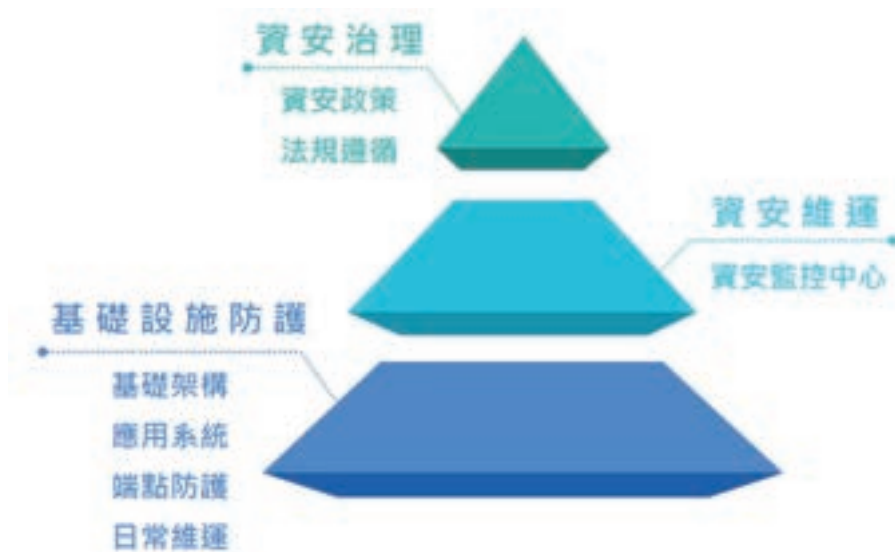 資安治理
資安政策
法規遵循
資安維運
資安監控中心
基礎設施防護
基礎架構
應用系統
端點防護
日常維運